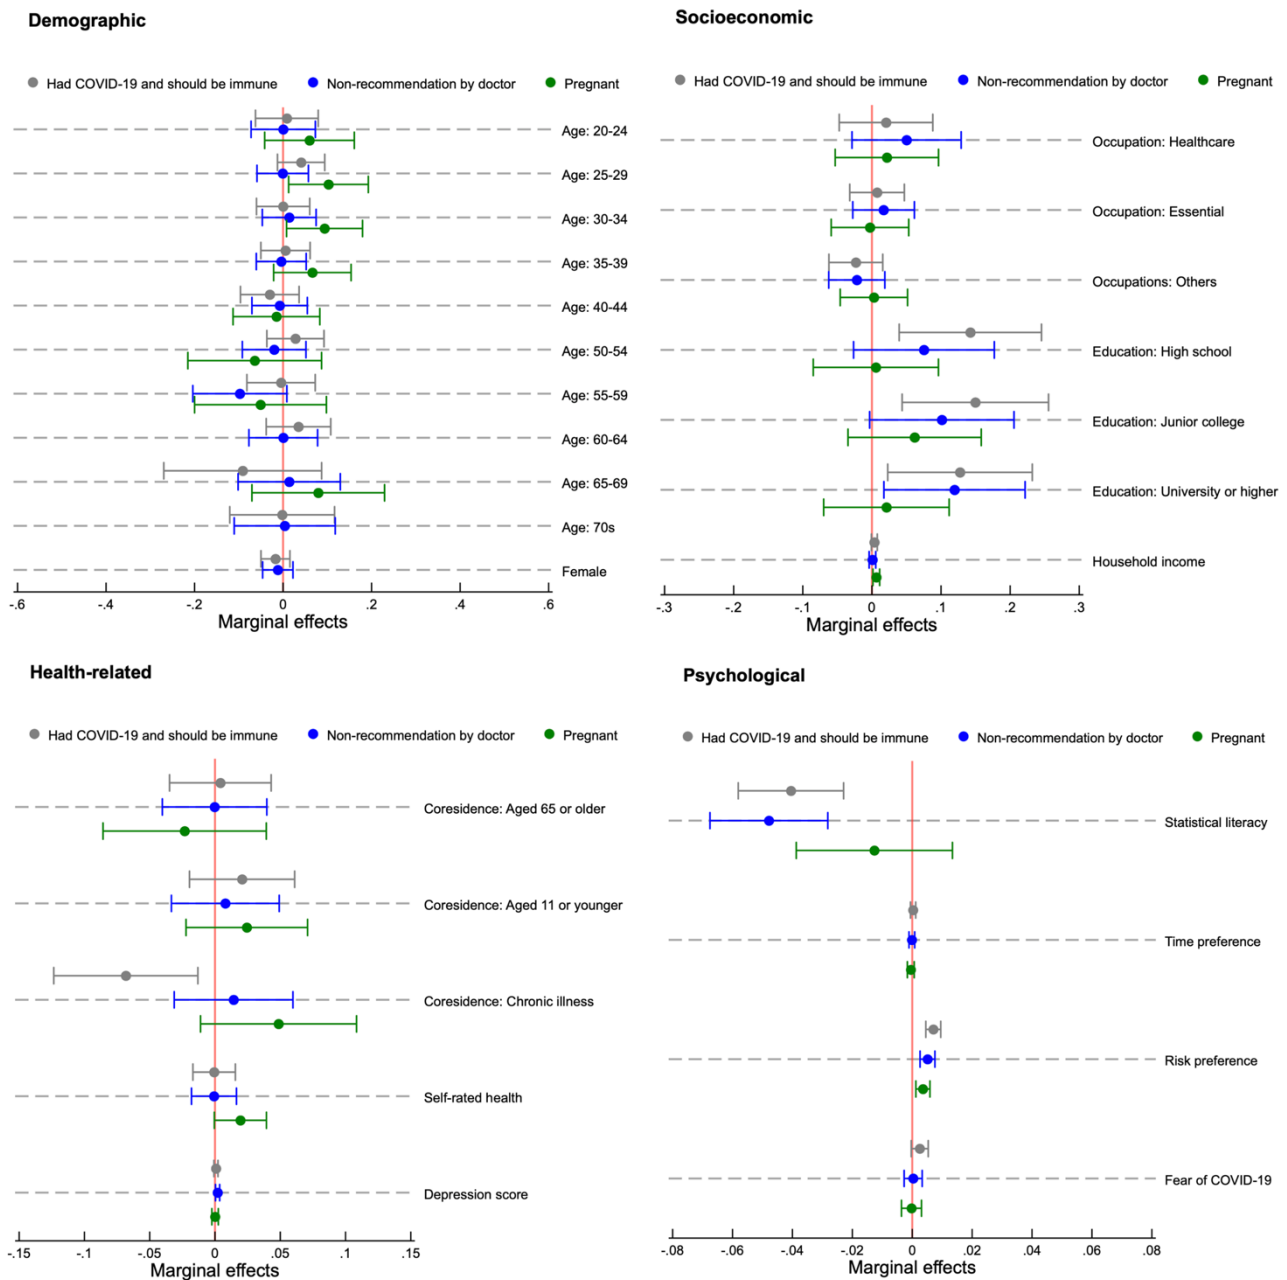 Demographic
Had COVID-19 and should be immune Non-recommendation by doctor Pregnant
Age: 20-24
Age: 25-29
Age: 30-34
Age: 35-39
Age: 40-44
Age: 50-54
Age: 55-59
Age: 60-64
Age: 65-69
Age: 70s
Female
-.6 -.4 -.2 0 .2 .4 .6
Marginal effects
Socioeconomic
Had COVID-19 and should be immune Non-recommendation by doctor Pregnant
Occupation: Healthcare
Occupation: Essential
Occupations: Others
Education: High school
Education: Junior college
Education: University or higher
Household income
-.3 -.2 -.1 0 .1 .2 .3
Marginal effects
Health-related
Had COVID-19 and should be immune Non-recommendation by doctor Pregnant
Coresidence: Aged 65 or older
Coresidence: Aged 11 or younger
Coresidence: Chronic illness
Self-rated health
Depression score
-.15 -.1 -.05 0 .05 .1 .15
Marginal effects
Psychological
Had COVID-19 and should be immune Non-recommendation by doctor Pregnant
Statistical literacy
Time preference
Risk preference
Fear of COVID-19
-.08 -.06 -.04 -.02 0 .02 .04 .06 .08
Marginal effects